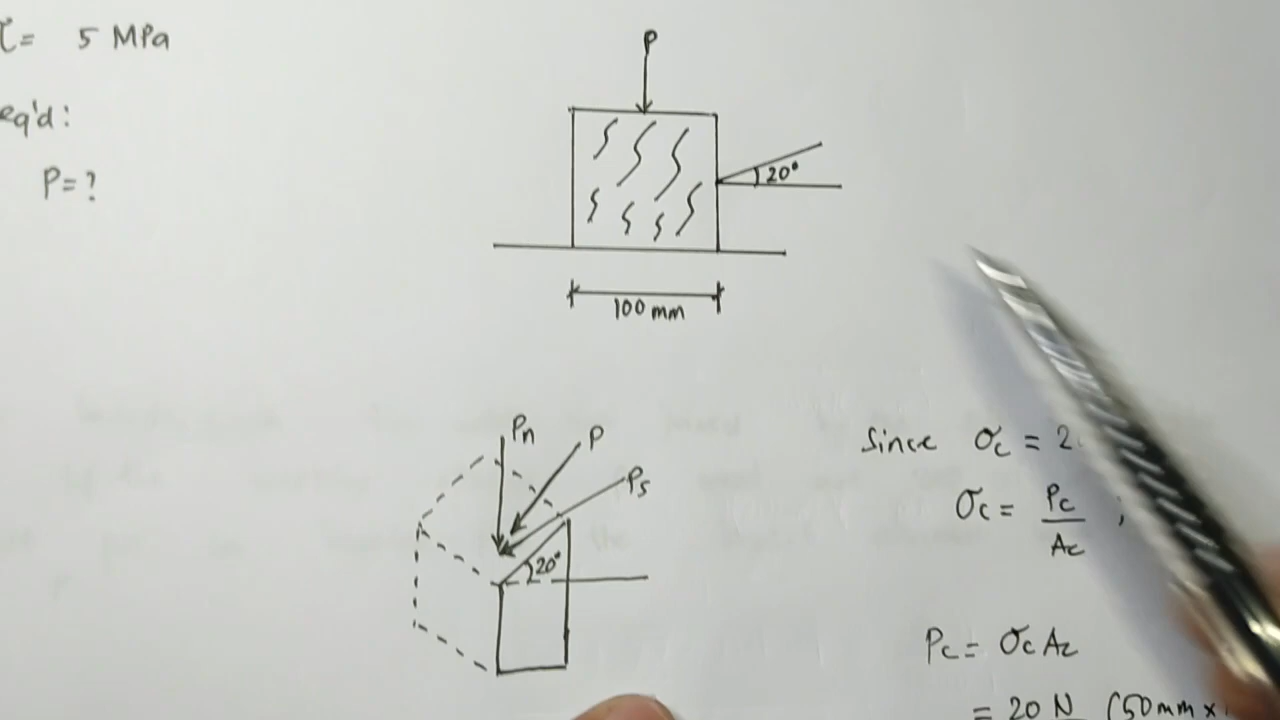 τ = 5 MPa
eq'd:
P = ?
P
20°
100 mm
Pn
P
Ps
20°
Since σc = 2
σc = Pc / Ac ;
Pc = σc Ac
= 20 N (50mm x